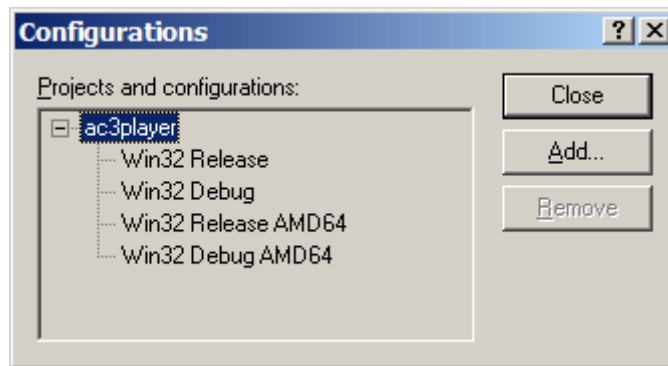 Configurations
Projects and configurations:
ac3player
Win32 Release
Win32 Debug
Win32 Release AMD64
Win32 Debug AMD64
Close
Add...
Remove